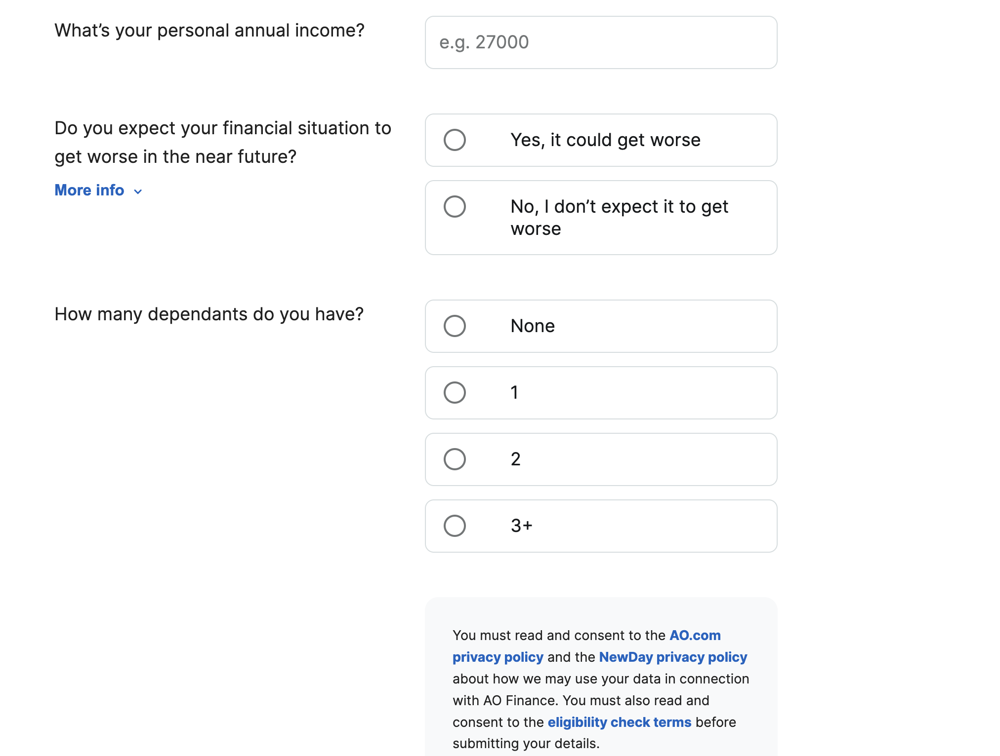 What’s your personal annual income?
e.g. 27000
Do you expect your financial situation to
get worse in the near future?
More info
Yes, it could get worse
No, I don’t expect it to get
worse
How many dependants do you have?
None
1
2
3+
You must read and consent to the AO.com
privacy policy and the NewDay privacy policy
about how we may use your data in connection
with AO Finance. You must also read and
consent to the eligibility check terms before
submitting your details.